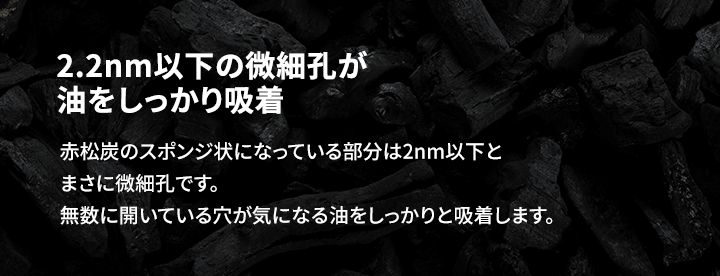 2.2nm以下の微細孔が
油をしっかり吸着
赤松炭のスポンジ状になっている部分は2nm以下と
まさに微細孔です。
無数に開いている穴が気になる油をしっかりと吸着します。